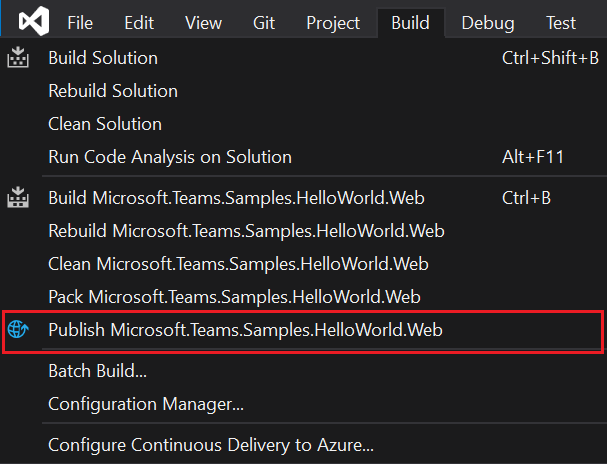 File Edit View Git Project Build Debug Test
Build Solution Ctrl+Shift+B
Rebuild Solution
Clean Solution
Run Code Analysis on Solution Alt+F11
Build Microsoft.Teams.Samples.HelloWorld.Web Ctrl+B
Rebuild Microsoft.Teams.Samples.HelloWorld.Web
Clean Microsoft.Teams.Samples.HelloWorld.Web
Pack Microsoft.Teams.Samples.HelloWorld.Web
Publish Microsoft.Teams.Samples.HelloWorld.Web
Batch Build...
Configuration Manager...
Configure Continuous Delivery to Azure...